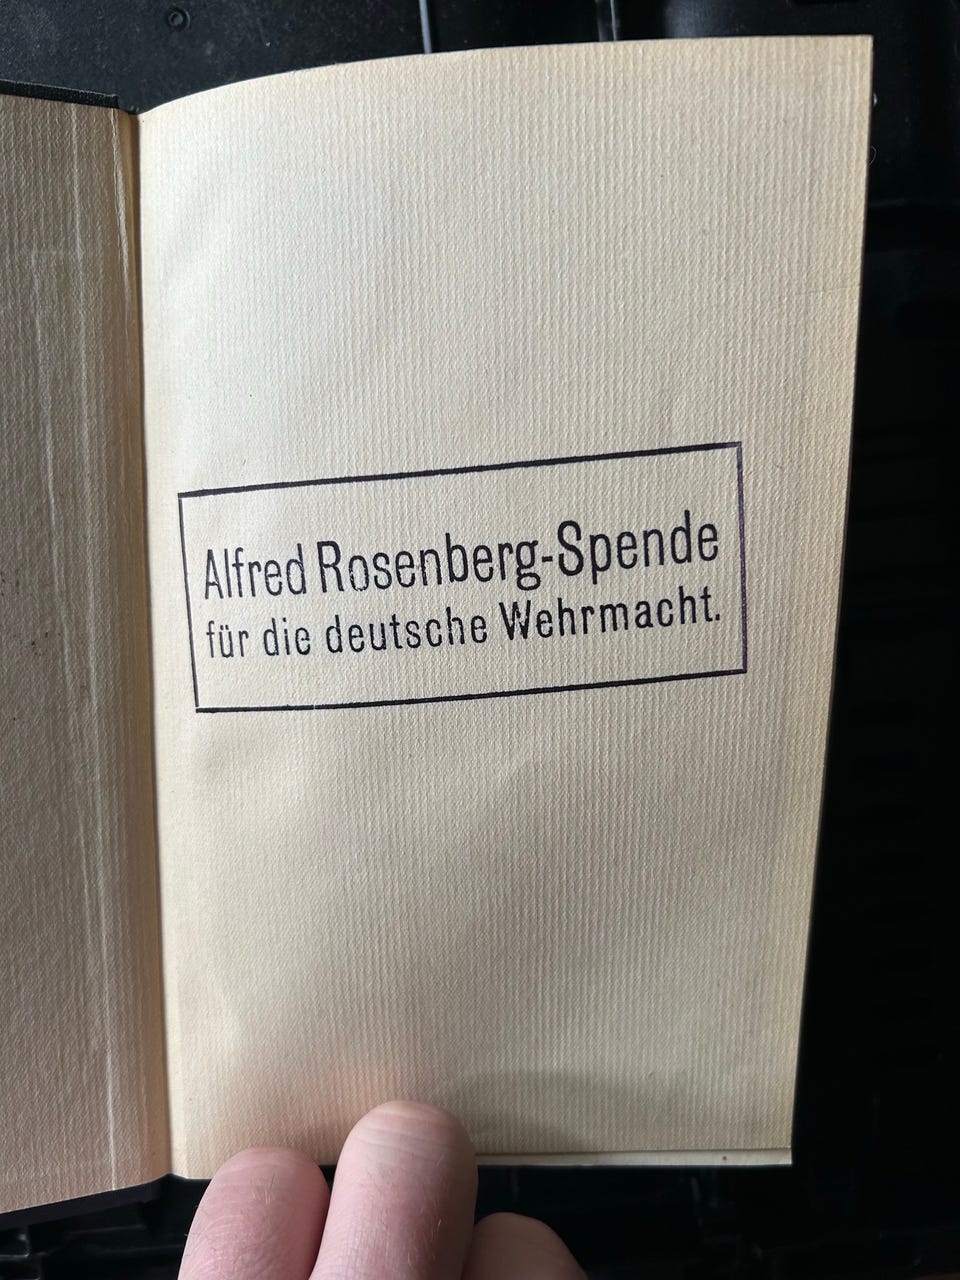 Alfred Rosenberg-Spende
für die deutsche Wehrmacht.